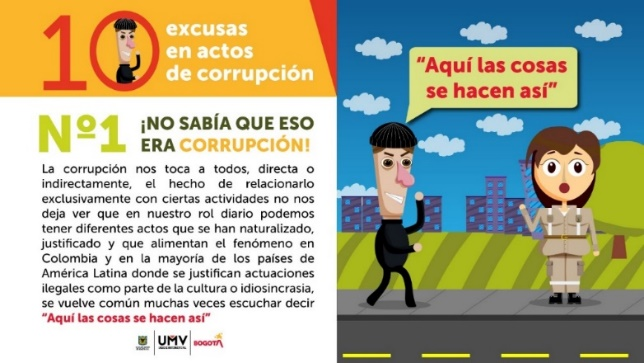 10 excusas
en actos
de corrupción
Nº1 ¡NO SABÍA QUE ESO
ERA CORRUPCIÓN!
La corrupción nos toca a todos, directa o
indirectamente, el hecho de relacionarlo
exclusivamente con ciertas actividades no nos
deja ver que en nuestro rol diario podemos
tener diferentes actos que se han naturalizado,
justificado y que alimentan el fenómeno en
Colombia y en la mayoría de los países de
América Latina donde se justifican actuaciones
ilegales como parte de la cultura o idiosincrasia,
se vuelve común muchas veces escuchar decir
"Aquí las cosas se hacen así"
UMV
BOGOTÁ
"Aquí las cosas
se hacen así"